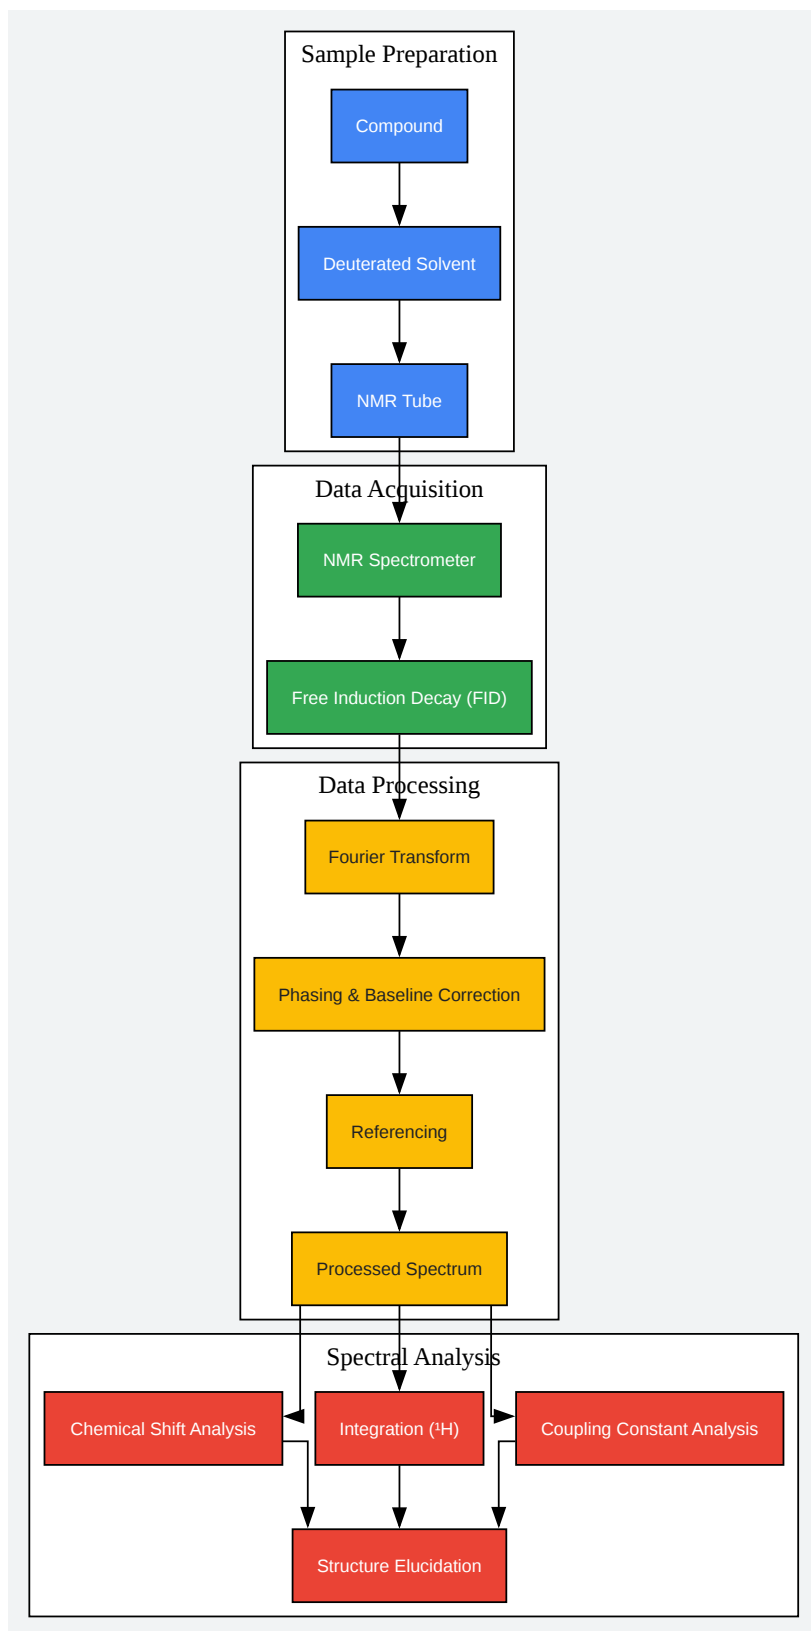 Sample Preparation
Compound
Deuterated Solvent
NMR Tube
Data Acquisition
NMR Spectrometer
Free Induction Decay (FID)
Data Processing
Fourier Transform
Phasing & Baseline Correction
Referencing
Processed Spectrum
Spectral Analysis
Chemical Shift Analysis
Integration (¹H)
Coupling Constant Analysis
Structure Elucidation